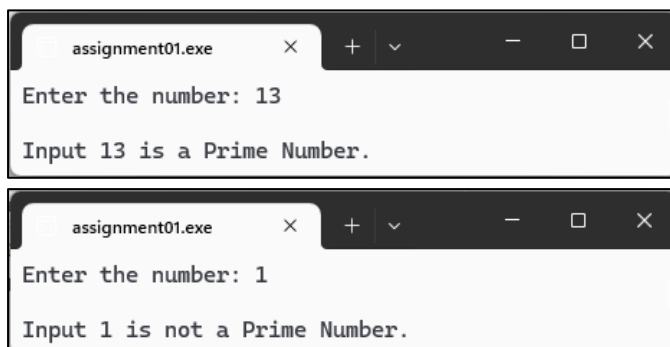 assignment01.exe
Enter the number: 13
Input 13 is a Prime Number.
assignment01.exe
Enter the number: 1
Input 1 is not a Prime Number.